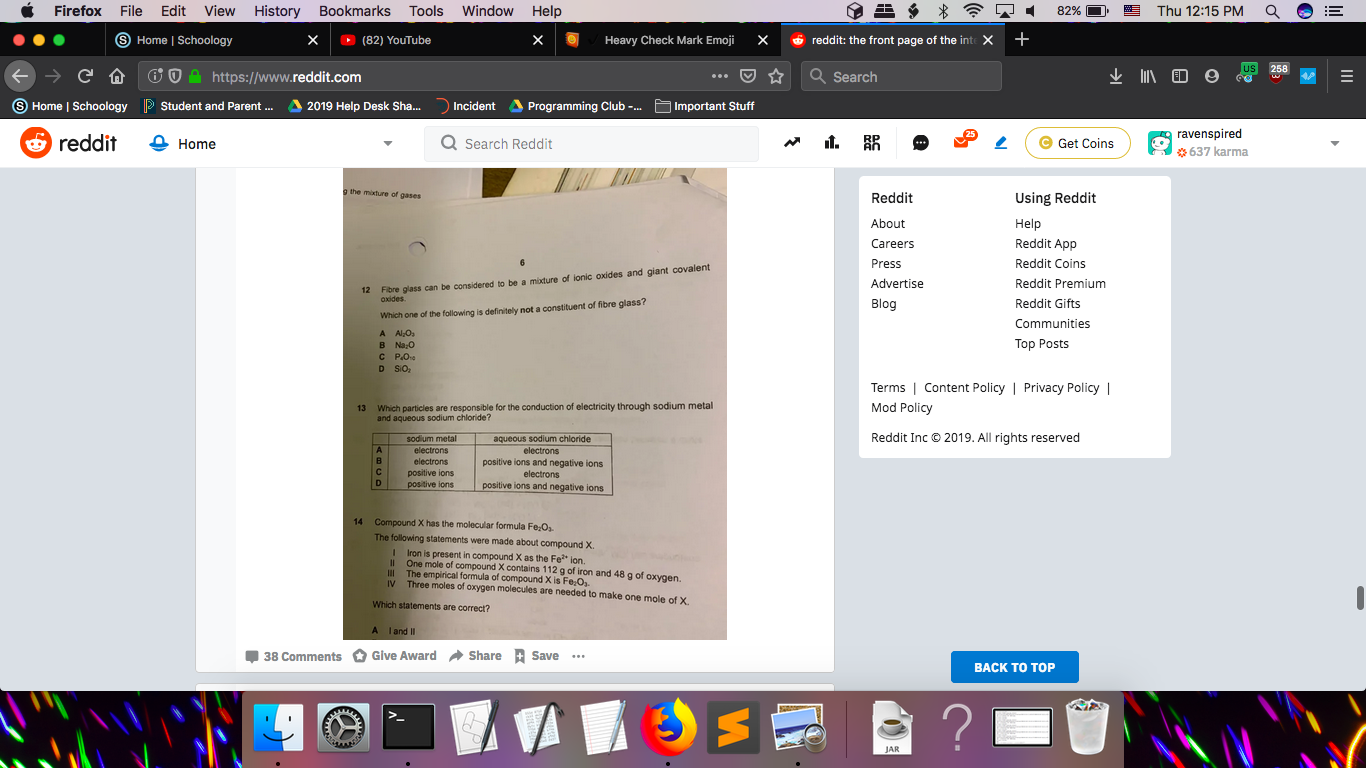 Firefox File Edit View History Bookmarks Tools Window Help 82% Thu 12:15 PM
Home | Schoology (82) YouTube Heavy Check Mark Emoji reddit: the front page of the inte
https://www.reddit.com Search US 258
Home | Schoology Student and Parent ... 2019 Help Desk Sha... Incident Programming Club -... Important Stuff
reddit Home Search Reddit 25 Get Coins ravenspired
637 karma
g the mixture of gases
6
12 Fibre glass can be considered to be a mixture of ionic oxides and giant covalent
oxides.
Which one of the following is definitely not a constituent of fibre glass?
A Al₂O₃
B Na₂O
C P₄O₁₀
D SiO₂
13 Which particles are responsible for the conduction of electricity through sodium metal
and aqueous sodium chloride?
sodium metal aqueous sodium chloride
A electrons electrons
B electrons positive ions and negative ions
C positive ions electrons
D positive ions positive ions and negative ions
14 Compound X has the molecular formula Fe₂O₃.
The following statements were made about compound X.
I Iron is present in compound X as the Fe²⁺ ion.
II One mole of compound X contains 112 g of iron and 48 g of oxygen.
III The empirical formula of compound X is Fe₂O₃.
IV Three moles of oxygen molecules are needed to make one mole of X.
Which statements are correct?
A I and II
38 Comments Give Award Share Save ...
Reddit Using Reddit
About Help
Careers Reddit App
Press Reddit Coins
Advertise Reddit Premium
Blog Reddit Gifts
Communities
Top Posts
Terms | Content Policy | Privacy Policy |
Mod Policy
Reddit Inc © 2019. All rights reserved
BACK TO TOP
>_
JAR